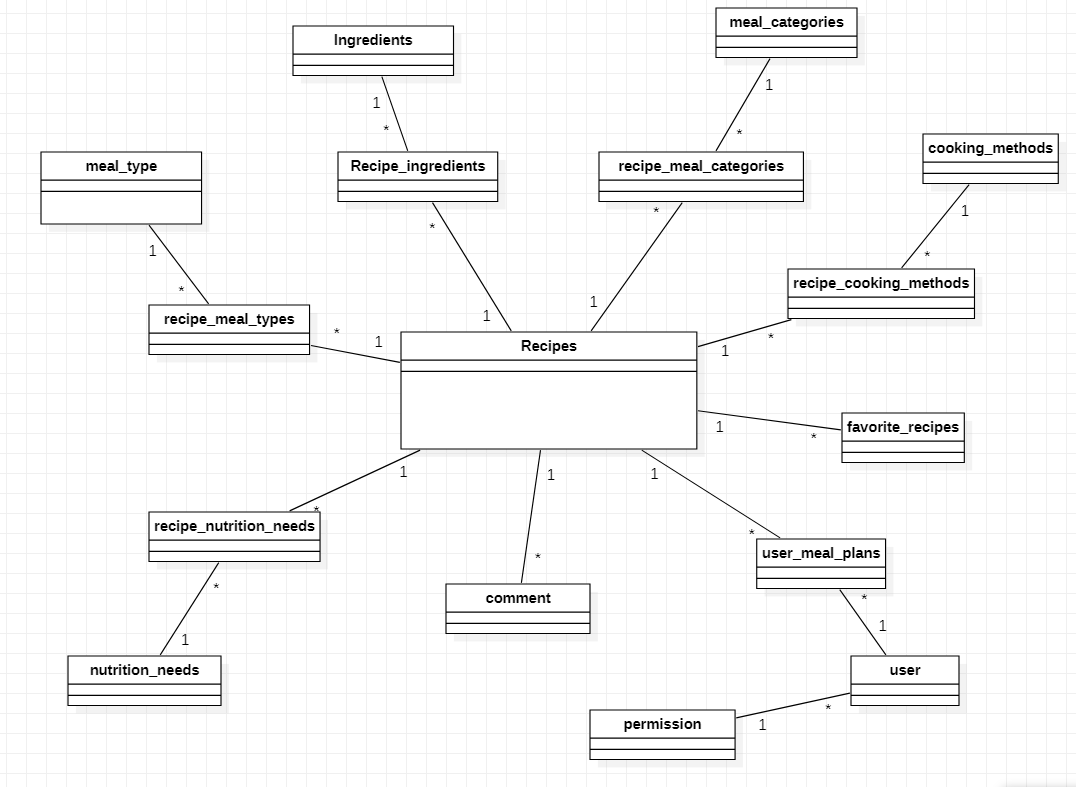 meal_categories
Ingredients
1
1
*
*
cooking_methods
meal_type
Recipe_ingredients
recipe_meal_categories
1
*
*
1
*
*
recipe_cooking_methods
1
1
recipe_meal_types
*
1
*
1
Recipes
1
*
favorite_recipes
1
1
1
*
recipe_nutrition_needs
*
user_meal_plans
*
*
comment
*
1
1
nutrition_needs
user
*
permission
1